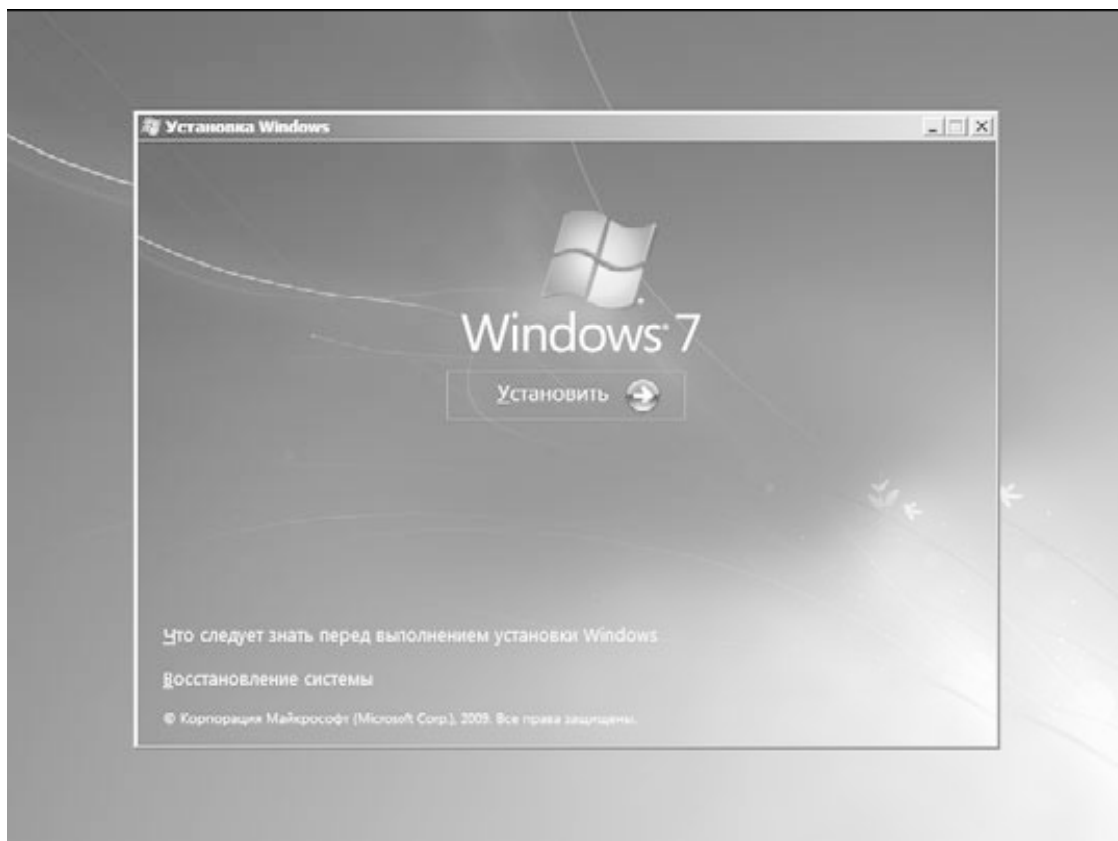 Установка Windows
Windows® 7
Установить
Что следует знать перед выполнением установки Windows
Восстановление системы
© Корпорация Майкрософт (Microsoft Corp.), 2009. Все права защищены.